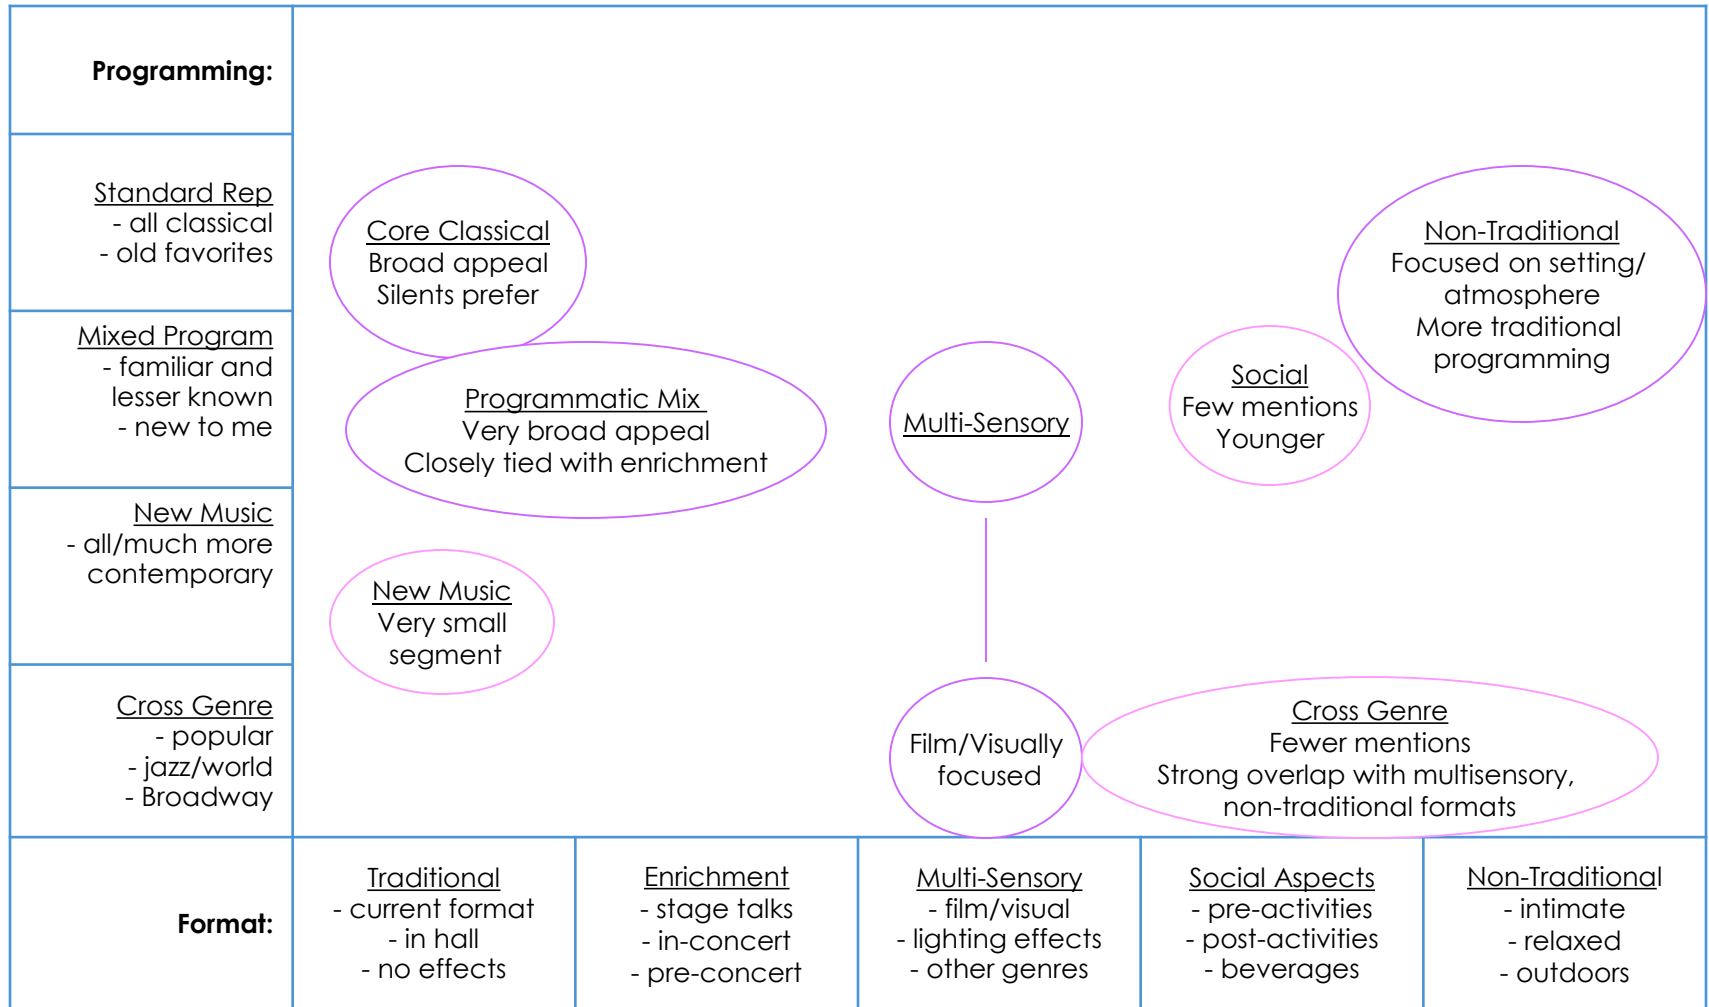 Programming:
Standard Rep
- all classical
- old favorites
Mixed Program
- familiar and
lesser known
- new to me
New Music
- all/much more
contemporary
Cross Genre
- popular
- jazz/world
- Broadway
Core Classical
Broad appeal
Silents prefer
Programmatic Mix
Very broad appeal
Closely tied with enrichment
New Music
Very small
segment
Multi-Sensory
Film/Visually
focused
Social
Few mentions
Younger
Non-Traditional
Focused on setting/
atmosphere
More traditional
programming
Cross Genre
Fewer mentions
Strong overlap with multisensory,
non-traditional formats
Format:
Traditional
- current format
- in hall
- no effects
Enrichment
- stage talks
- in-concert
- pre-concert
Multi-Sensory
- film/visual
- lighting effects
- other genres
Social Aspects
- pre-activities
- post-activities
- beverages
Non-Traditional
- intimate
- relaxed
- outdoors